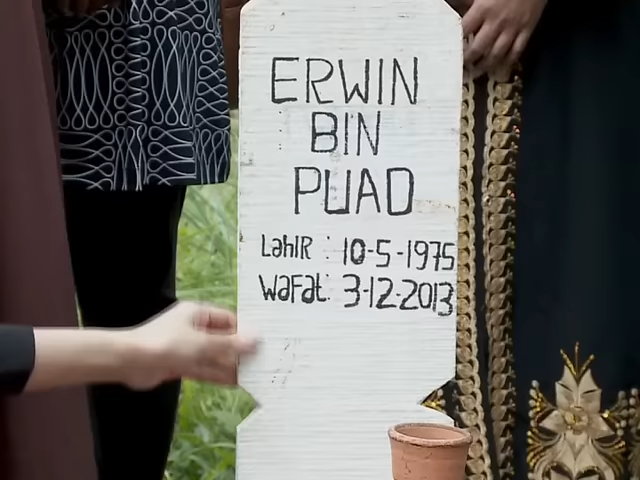 ERWIN
BIN
PUAD
LahIR : 10-5-1975
WaFat: 3-12-2013